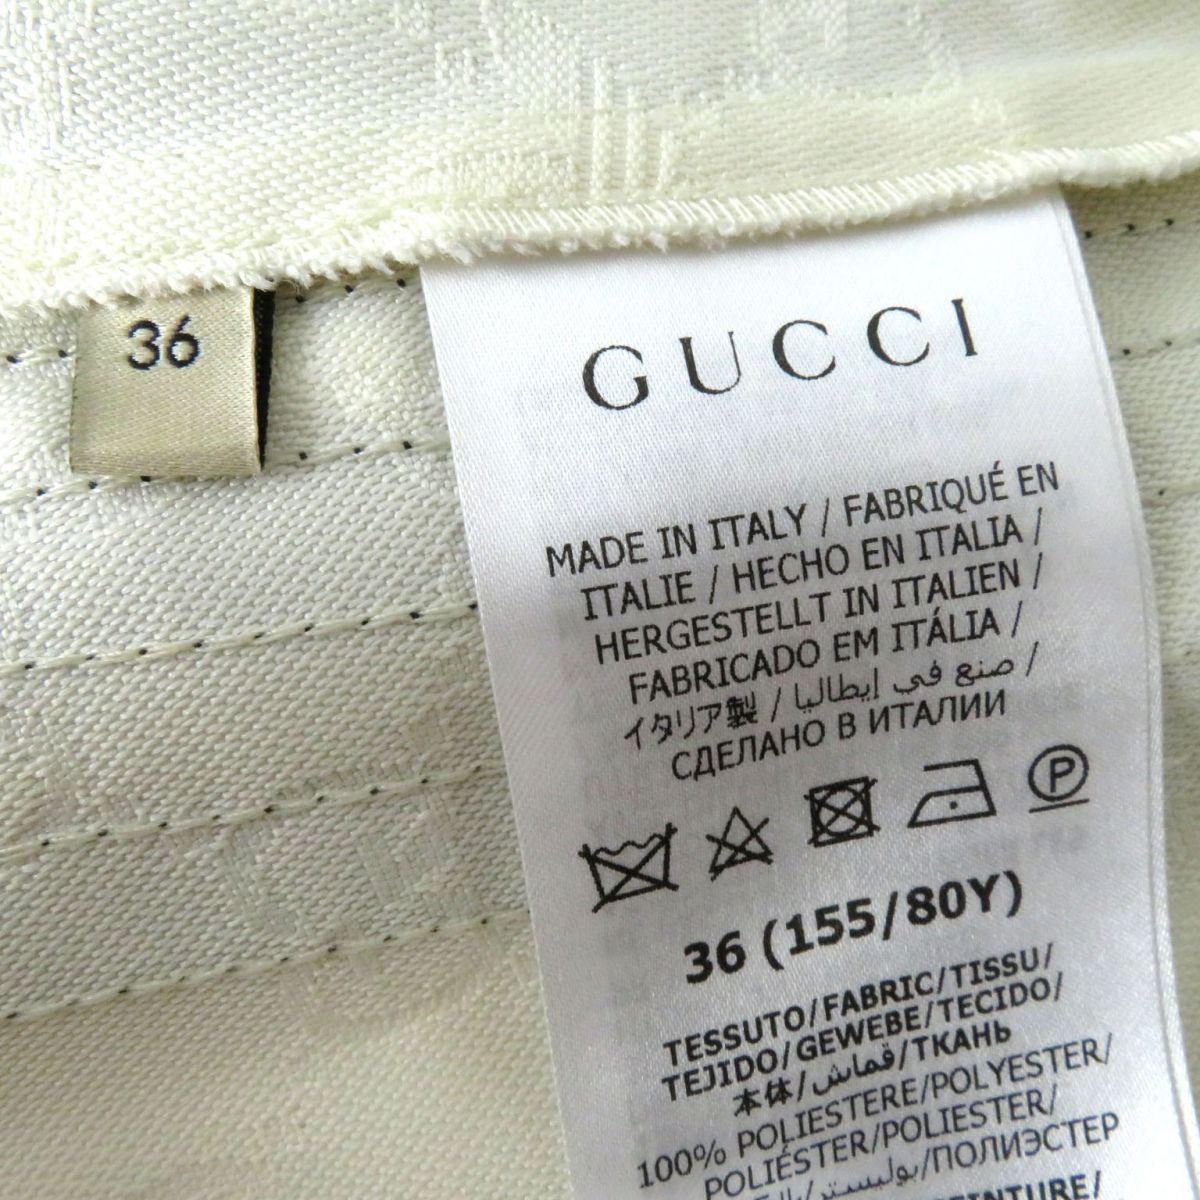 36
GUCCI
MADE IN ITALY / FABRIQUÉ EN
ITALIE / HECHO EN ITALIA /
HERGESTELLT IN ITALIEN /
FABRICADO EM ITÁLIA /
イタリア製 / صنع في إيطاليا /
СДЕЛАНО В ИТАЛИИ
P
36 (155/80Y)
TESSUTO/FABRIC/TISSU/
TEJIDO/GEWEBE/TECIDO/
本体/قماش/ТКАНЬ
100% POLIESTERE/POLYESTER/
POLIÉSTER/POLIESTER/
بوليستر/ПОЛИЭСТЕР